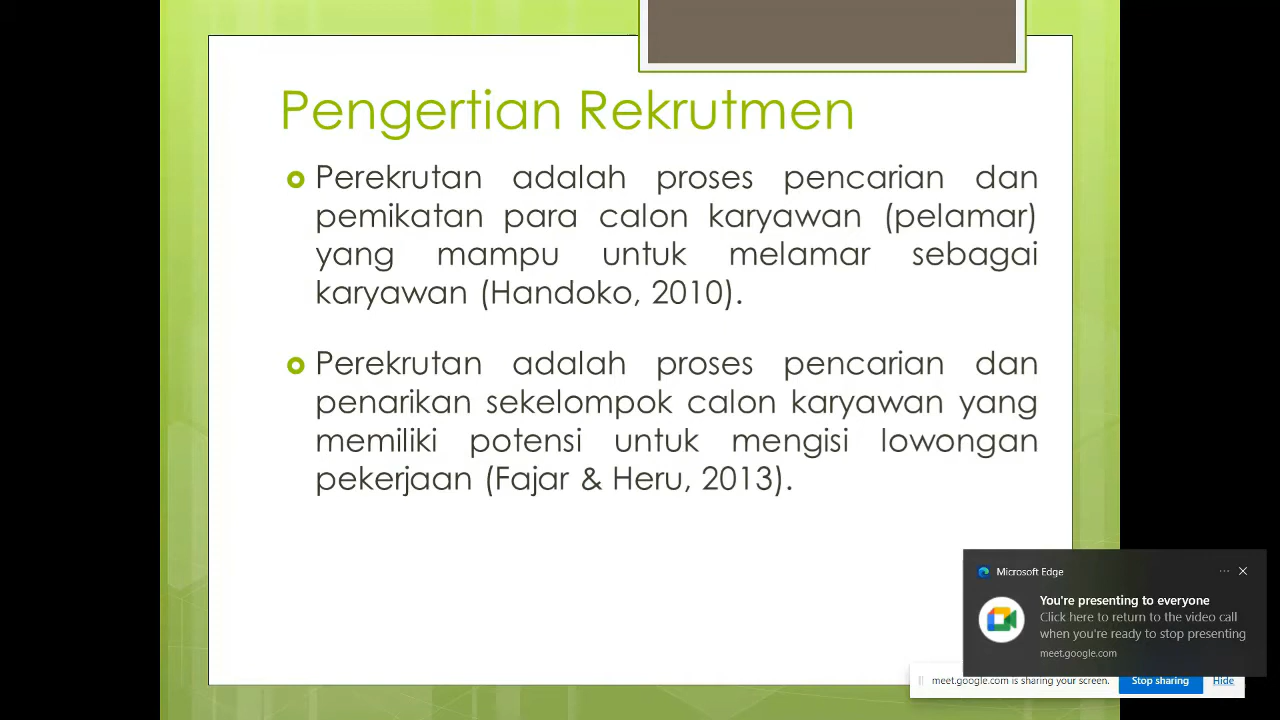 Pengertian Rekrutmen
Perekrutan adalah proses pencarian dan
pemikatan para calon karyawan (pelamar)
yang mampu untuk melamar sebagai
karyawan (Handoko, 2010).
Perekrutan adalah proses pencarian dan
penarikan sekelompok calon karyawan yang
memiliki potensi untuk mengisi lowongan
pekerjaan (Fajar & Heru, 2013).
Microsoft Edge
You're presenting to everyone
Click here to return to the video call
when you're ready to stop presenting
meet.google.com
meet.google.com is sharing your screen.
Stop sharing
Hide